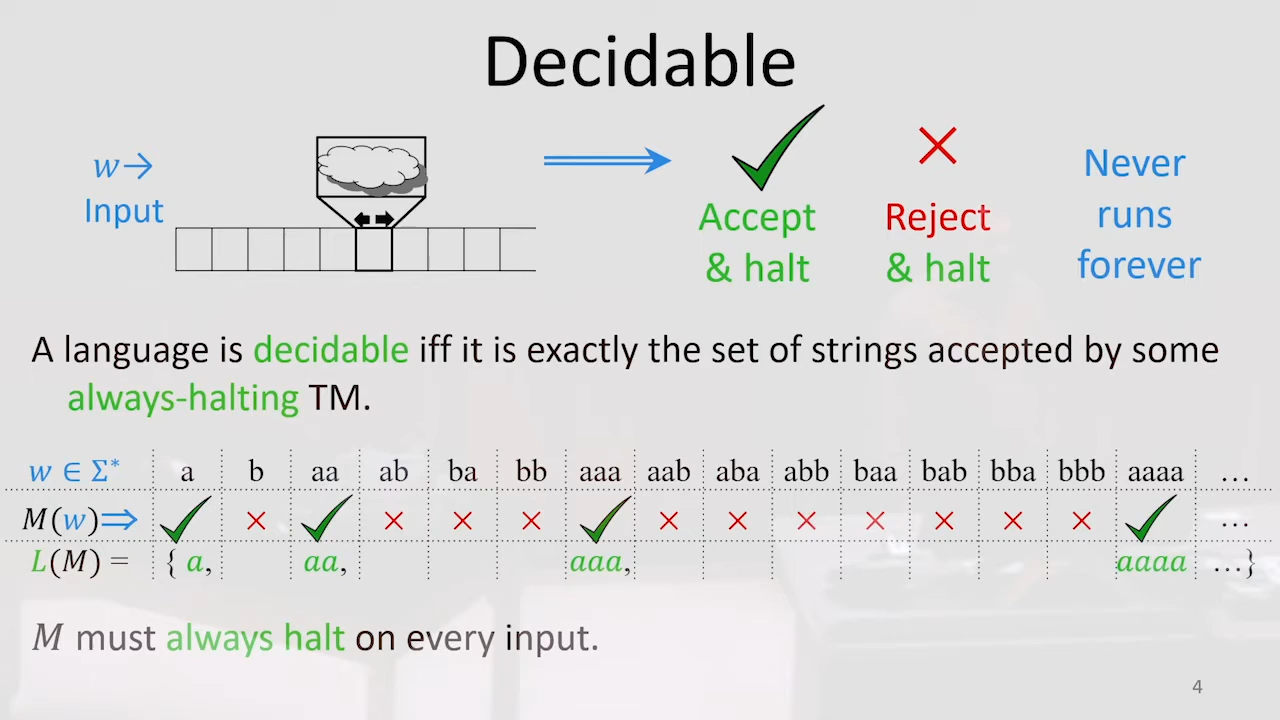 Decidable
w→
Input
Accept
& halt
Reject
& halt
Never
runs
forever
A language is decidable iff it is exactly the set of strings accepted by some
always-halting TM.
w ∈ Σ* a b aa ab ba bb aaa aab aba abb baa bab bba bbb aaaa …
M(w)⇒ ✓ × ✓ × × × ✓ × × × × × × × ✓ …
L(M) = { a, aa, aaa, aaaa …}
M must always halt on every input.
4